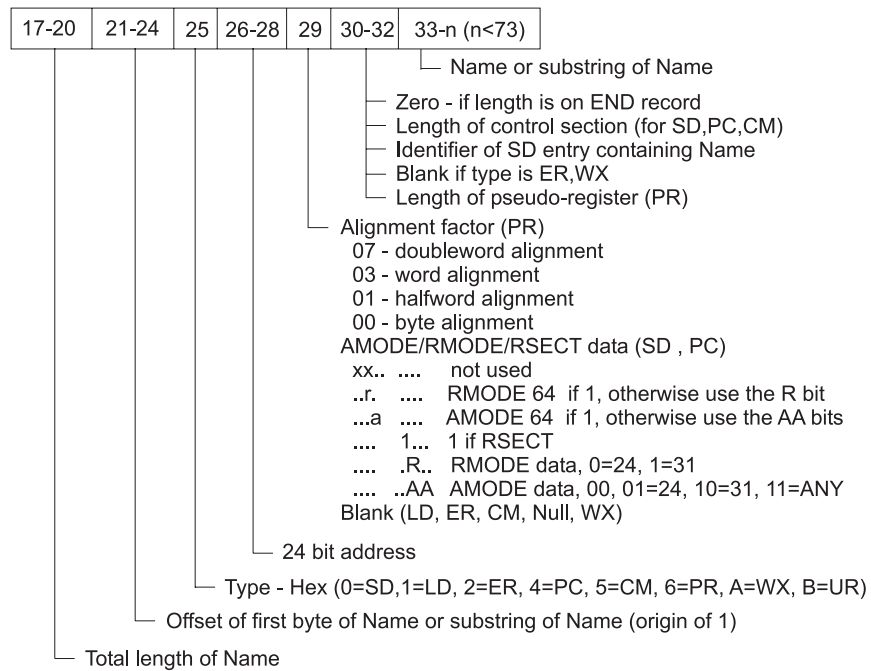 17-20 21-24 25 26-28 29 30-32 33-n (n<73)
Name or substring of Name
Zero - if length is on END record
Length of control section (for SD,PC,CM)
Identifier of SD entry containing Name
Blank if type is ER,WX
Length of pseudo-register (PR)
Alignment factor (PR)
07 - doubleword alignment
03 - word alignment
01 - halfword alignment
00 - byte alignment
AMODE/RMODE/RSECT data (SD , PC)
xx.. .... not used
..r. .... RMODE 64 if 1, otherwise use the R bit
...a .... AMODE 64 if 1, otherwise use the AA bits
.... 1... 1 if RSECT
.... .R.. RMODE data, 0=24, 1=31
.... ..AA AMODE data, 00, 01=24, 10=31, 11=ANY
Blank (LD, ER, CM, Null, WX)
24 bit address
Type - Hex (0=SD,1=LD, 2=ER, 4=PC, 5=CM, 6=PR, A=WX, B=UR)
Offset of first byte of Name or substring of Name (origin of 1)
Total length of Name